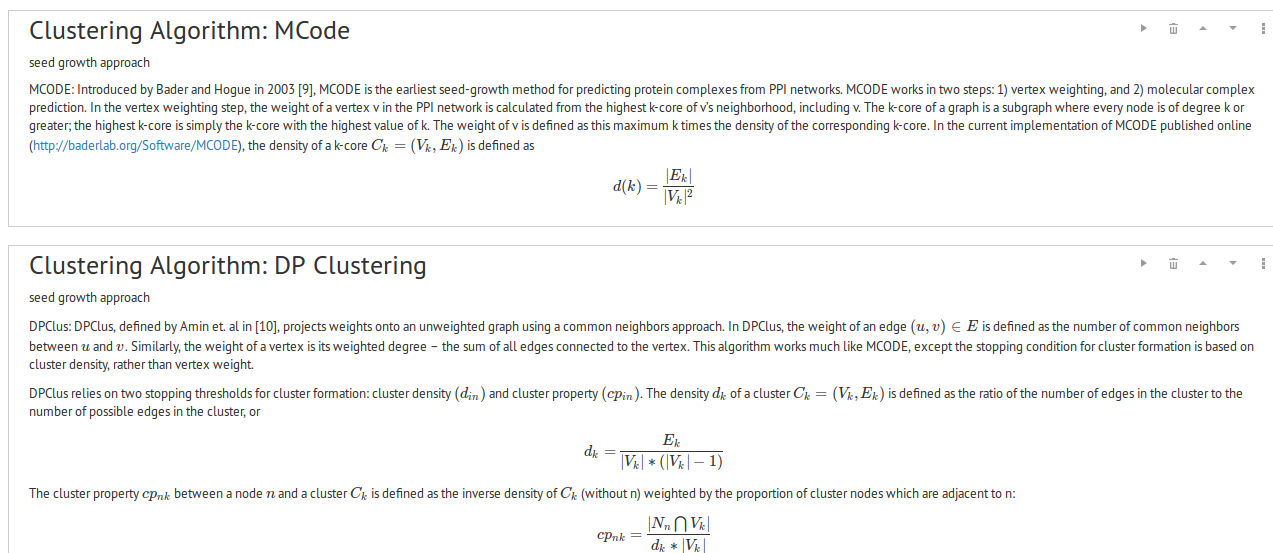 Clustering Algorithm: MCode
seed growth approach
MCODE: Introduced by Bader and Hogue in 2003 [9], MCODE is the earliest seed-growth method for predicting protein complexes from PPI networks. MCODE works in two steps: 1) vertex weighting, and 2) molecular complex
prediction. In the vertex weighting step, the weight of a vertex v in the PPI network is calculated from the highest k-core of v's neighborhood, including v. The k-core of a graph is a subgraph where every node is of degree k or
greater; the highest k-core is simply the k-core with the highest value of k. The weight of v is defined as this maximum k times the density of the corresponding k-core. In the current implementation of MCODE published online
(http://baderlab.org/Software/MCODE), the density of a k-core C_k = (V_k, E_k) is defined as
d(k) = |E_k| / |V_k|^2
Clustering Algorithm: DP Clustering
seed growth approach
DPClus: DPClus, defined by Amin et. al in [10], projects weights onto an unweighted graph using a common neighbors approach. In DPClus, the weight of an edge (u, v) ∈ E is defined as the number of common neighbors
between u and v. Similarly, the weight of a vertex is its weighted degree – the sum of all edges connected to the vertex. This algorithm works much like MCODE, except the stopping condition for cluster formation is based on
cluster density, rather than vertex weight.
DPClus relies on two stopping thresholds for cluster formation: cluster density (d_in) and cluster property (cp_in). The density d_k of a cluster C_k = (V_k, E_k) is defined as the ratio of the number of edges in the cluster to the
number of possible edges in the cluster, or
d_k = E_k / |V_k| * (|V_k| − 1)
The cluster property cp_nk between a node n and a cluster C_k is defined as the inverse density of C_k (without n) weighted by the proportion of cluster nodes which are adjacent to n:
cp_nk = |N_n ⋂ V_k| / d_k * |V_k|